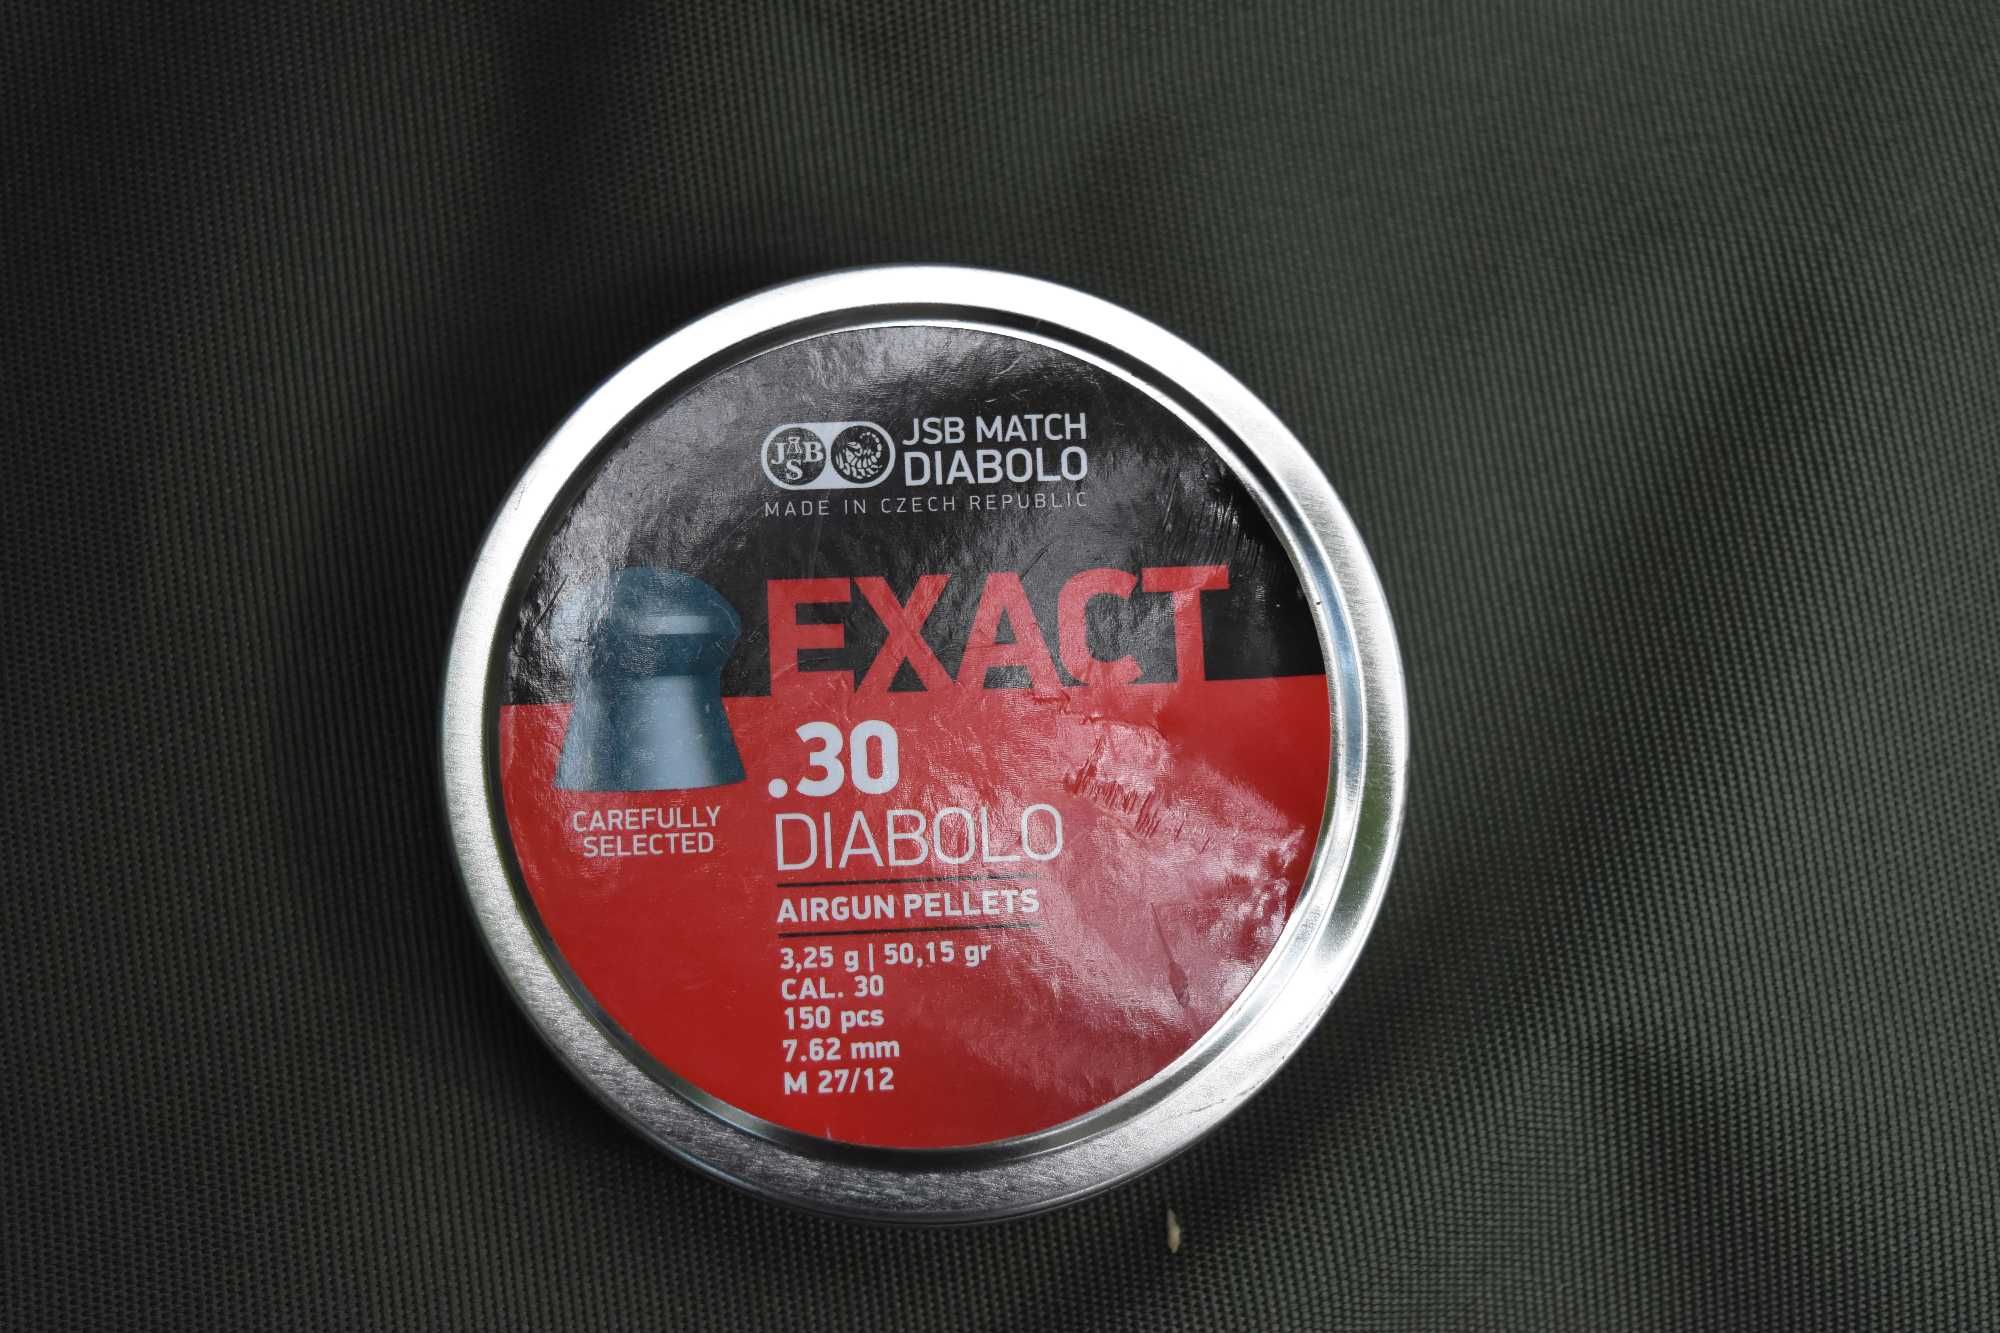 JSB
JSB MATCH
DIABOLO
MADE IN CZECH REPUBLIC
EXACT
.30
DIABOLO
CAREFULLY
SELECTED
AIRGUN PELLETS
3,25 g | 50,15 gr
CAL. 30
150 pcs
7.62 mm
M 27/12